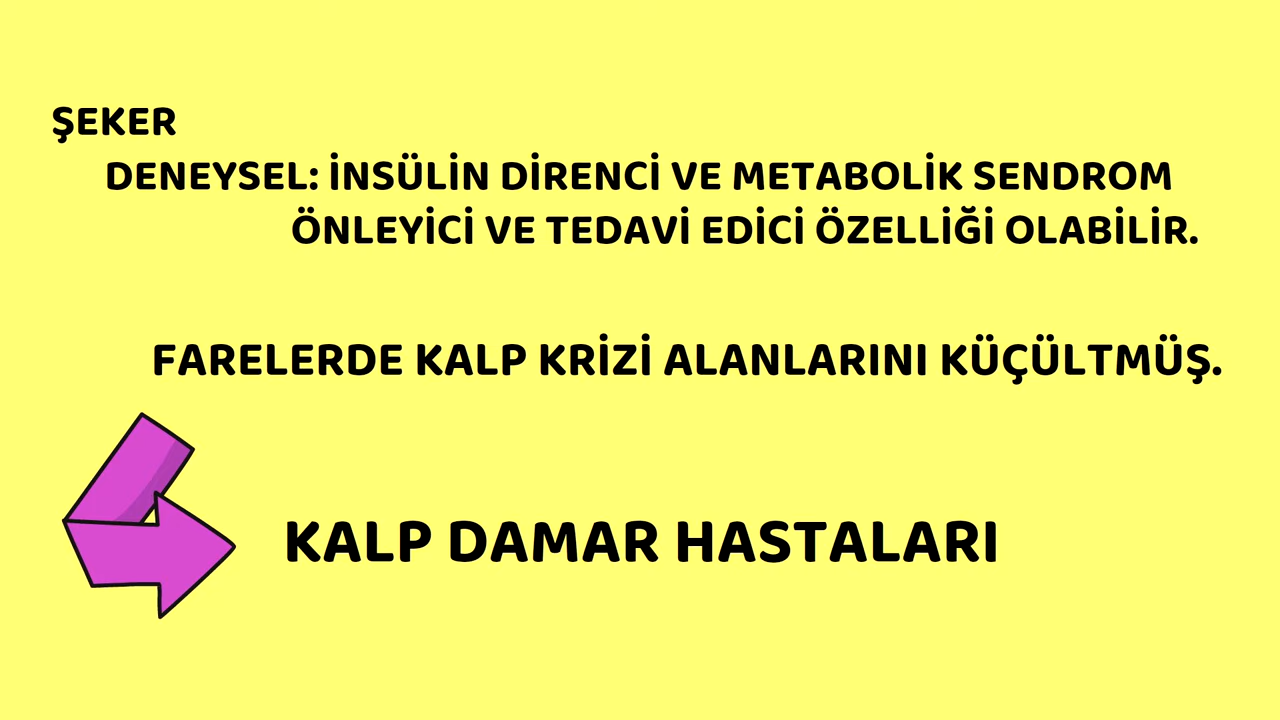 ŞEKER
DENEYSEL: İNSÜLİN DİRENCİ VE METABOLİK SENDROM
ÖNLEYİCİ VE TEDAVİ EDİCİ ÖZELLİĞİ OLABİLİR.
FARELERDE KALP KRİZİ ALANLARINI KÜÇÜLTMÜŞ.
KALP DAMAR HASTALARI